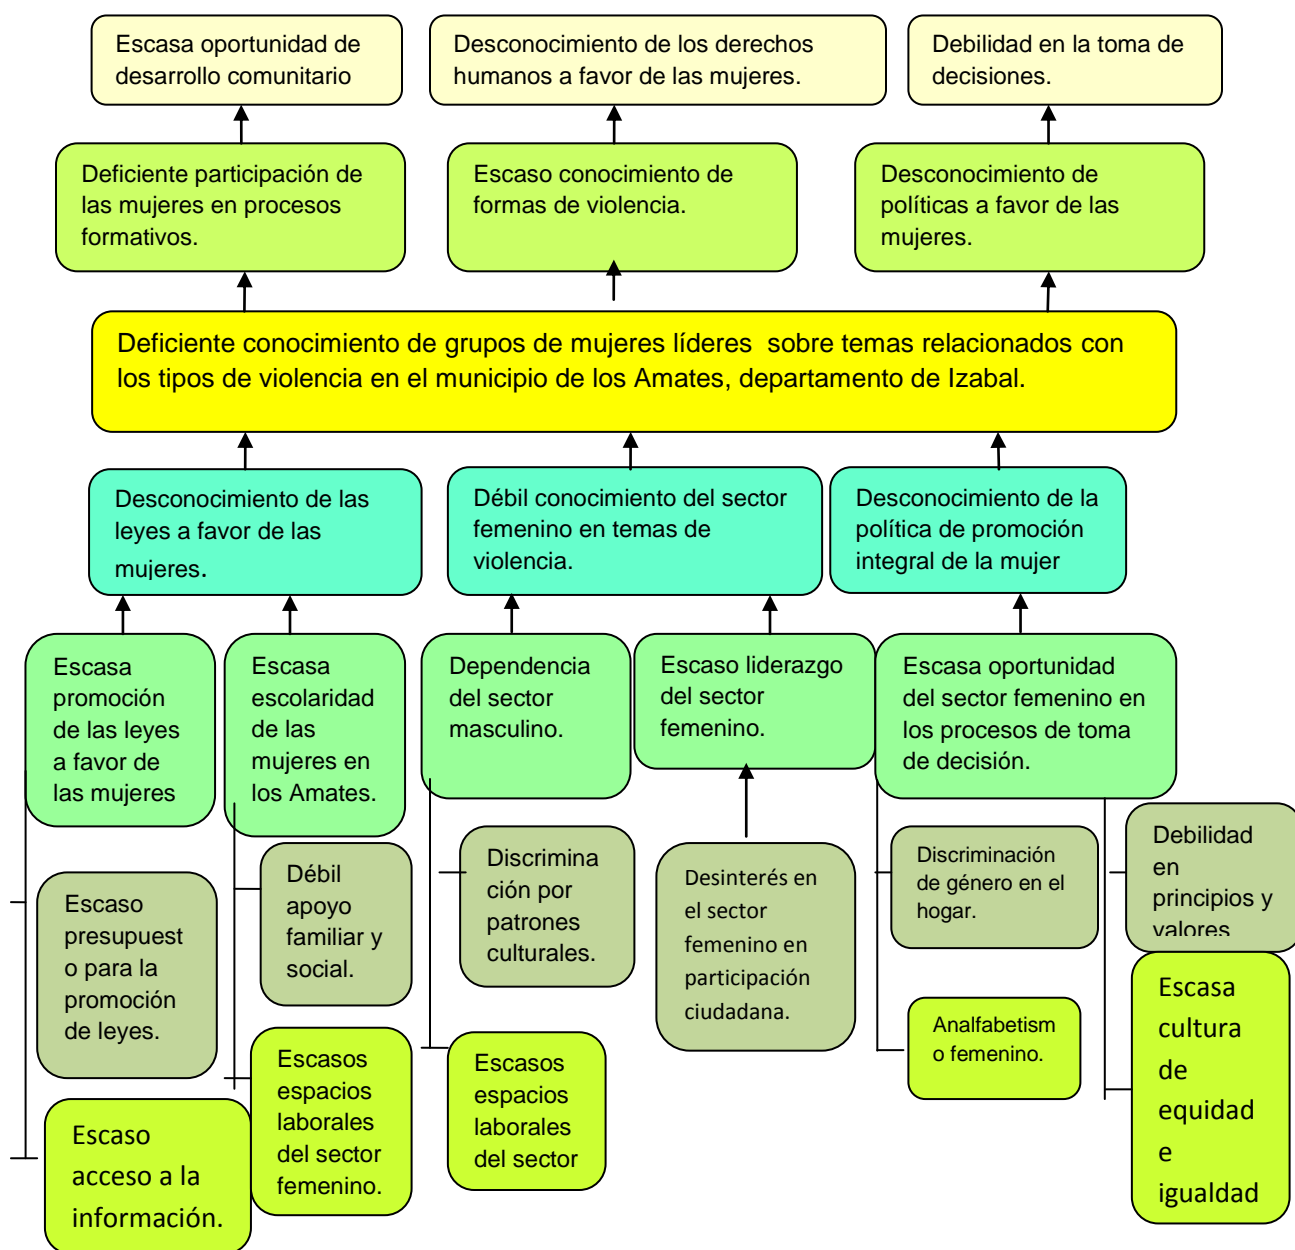 Escasa oportunidad de
desarrollo comunitario
Desconocimiento de los derechos
humanos a favor de las mujeres.
Debilidad en la toma de
decisiones.
Deficiente participación de
las mujeres en procesos
formativos.
Escaso conocimiento de
formas de violencia.
Desconocimiento de
políticas a favor de las
mujeres.
Deficiente conocimiento de grupos de mujeres líderes sobre temas relacionados con
los tipos de violencia en el municipio de los Amates, departamento de Izabal.
Desconocimiento de las
leyes a favor de las
mujeres.
Débil conocimiento del sector
femenino en temas de
violencia.
Desconocimiento de la
política de promoción
integral de la mujer
Escasa
promoción
de las leyes
a favor de
las mujeres
Escasa
escolaridad
de las
mujeres en
los Amates.
Dependencia
del sector
masculino.
Escaso liderazgo
del sector
femenino.
Escasa oportunidad
del sector femenino en
los procesos de toma
de decisión.
Escaso
presupuest
o para la
promoción
de leyes.
Débil
apoyo
familiar y
social.
Discrimina
ción por
patrones
culturales.
Desinterés en
el sector
femenino en
participación
ciudadana.
Discriminación
de género en el
hogar.
Debilidad
en
principios y
valores
Escaso
acceso a la
información.
Escasos
espacios
laborales
del sector
femenino.
Escasos
espacios
laborales
del sector
Analfabetism
o femenino.
Escasa
cultura
de
equidad
e
igualdad